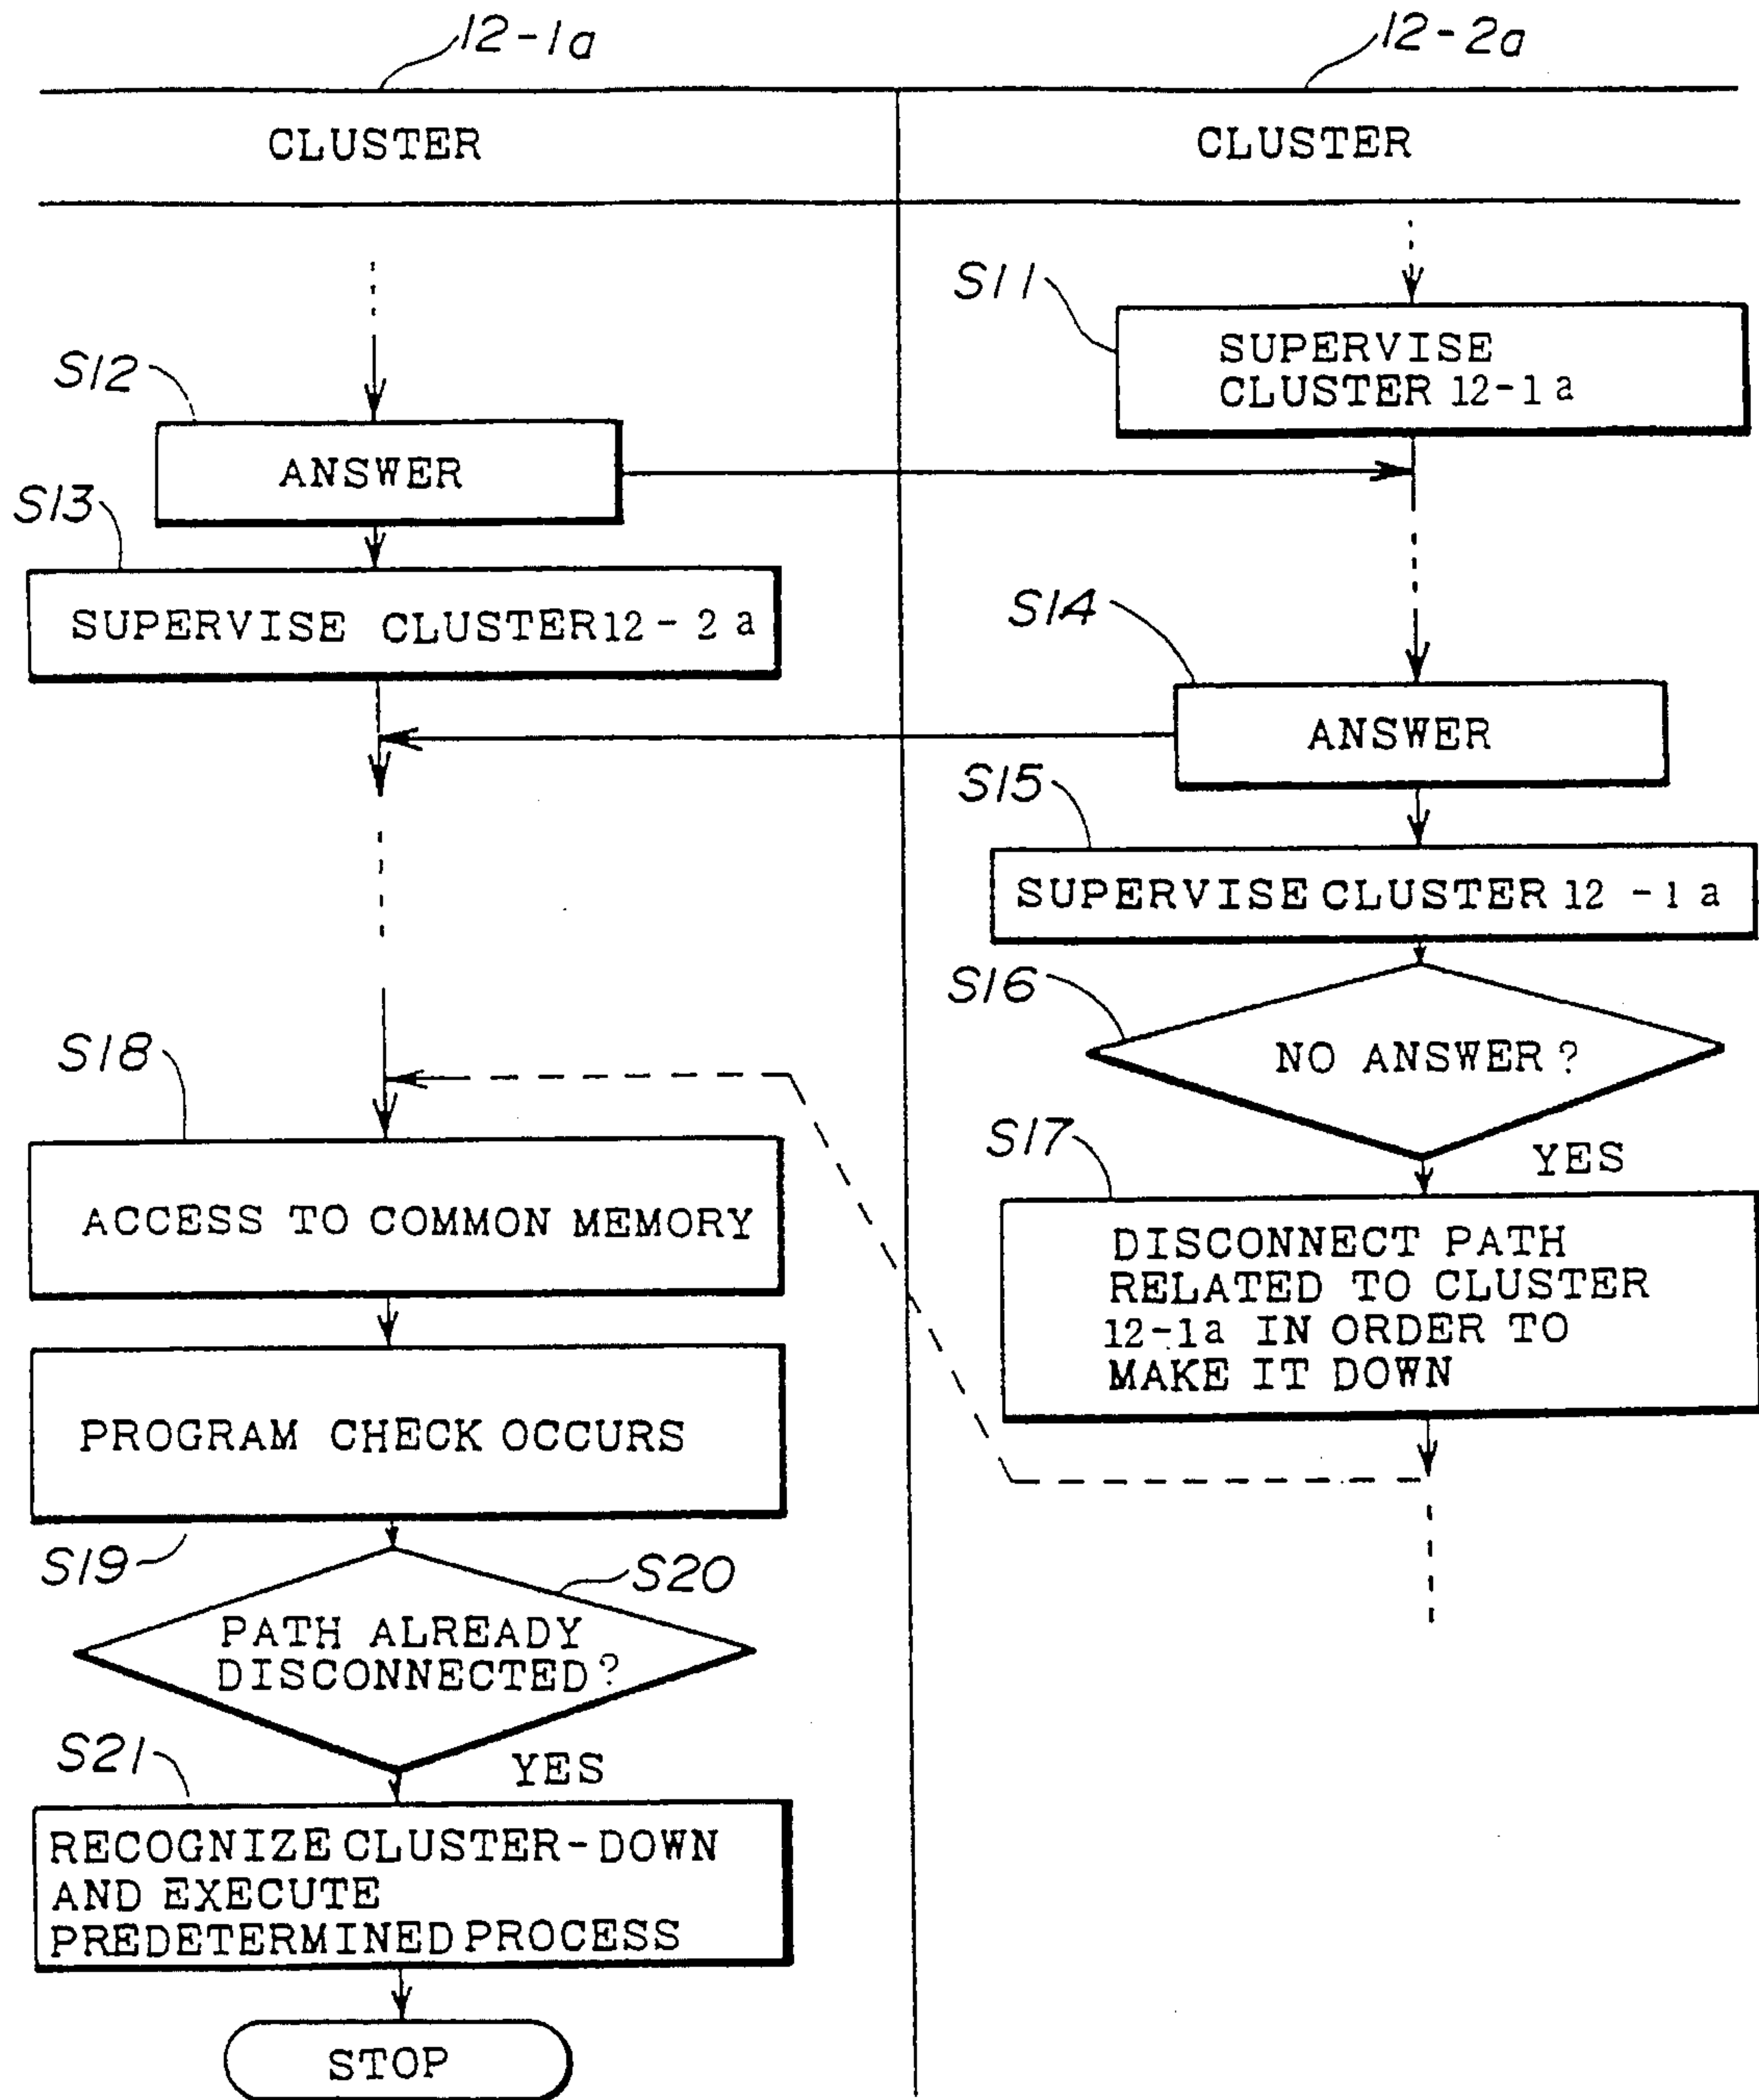 12-1a
12-2a
CLUSTER
CLUSTER
S11
SUPERVISE
CLUSTER 12-1a
S12
ANSWER
S13
SUPERVISE CLUSTER 12-2a
S14
ANSWER
S15
SUPERVISE CLUSTER 12-1a
S16
NO ANSWER?
YES
S17
DISCONNECT PATH
RELATED TO CLUSTER
12-1a IN ORDER TO
MAKE IT DOWN
S18
ACCESS TO COMMON MEMORY
PROGRAM CHECK OCCURS
S19
S20
PATH ALREADY
DISCONNECTED?
YES
S21
RECOGNIZE CLUSTER-DOWN
AND EXECUTE
PREDETERMINED PROCESS
STOP